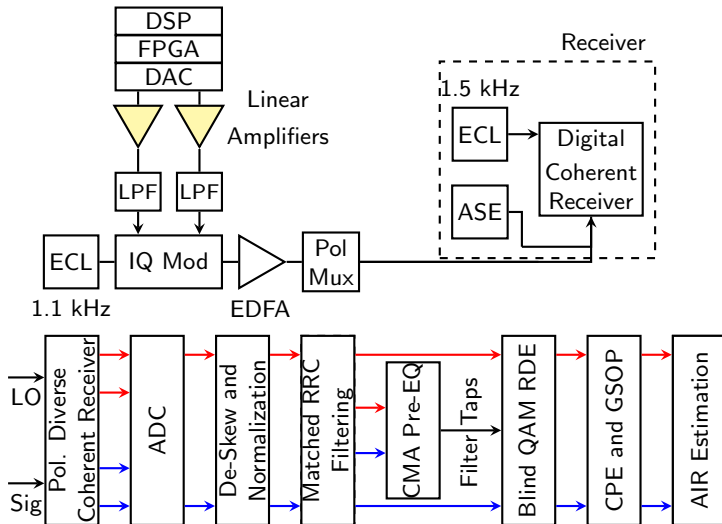 DSP
FPGA
DAC
Linear
Amplifiers
LPF
LPF
ECL
1.1 kHz
IQ Mod
EDFA
Pol
Mux
Receiver
1.5 kHz
ECL
ASE
Digital
Coherent
Receiver
LO
Sig
Pol. Diverse
Coherent Receiver
ADC
De-Skew and
Normalization
Matched RRC
Filtering
CMA Pre-EQ
Filter Taps
Blind QAM RDE
CPE and GSOP
AIR Estimation